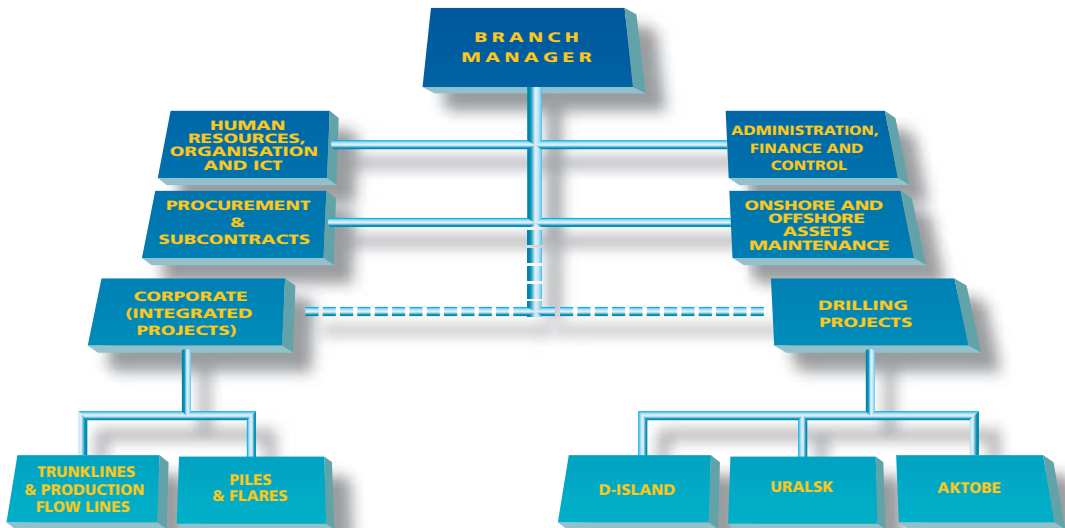 BRANCH
MANAGER
HUMAN
RESOURCES,
ORGANISATION
AND ICT
ADMINISTRATION,
FINANCE AND
CONTROL
PROCUREMENT
&
SUBCONTRACTS
ONSHORE AND
OFFSHORE
ASSETS
MAINTENANCE
CORPORATE
(INTEGRATED
PROJECTS)
DRILLING
PROJECTS
TRUNKLINES
& PRODUCTION
FLOW LINES
PILES
& FLARES
D-ISLAND
URALSK
AKTOBE